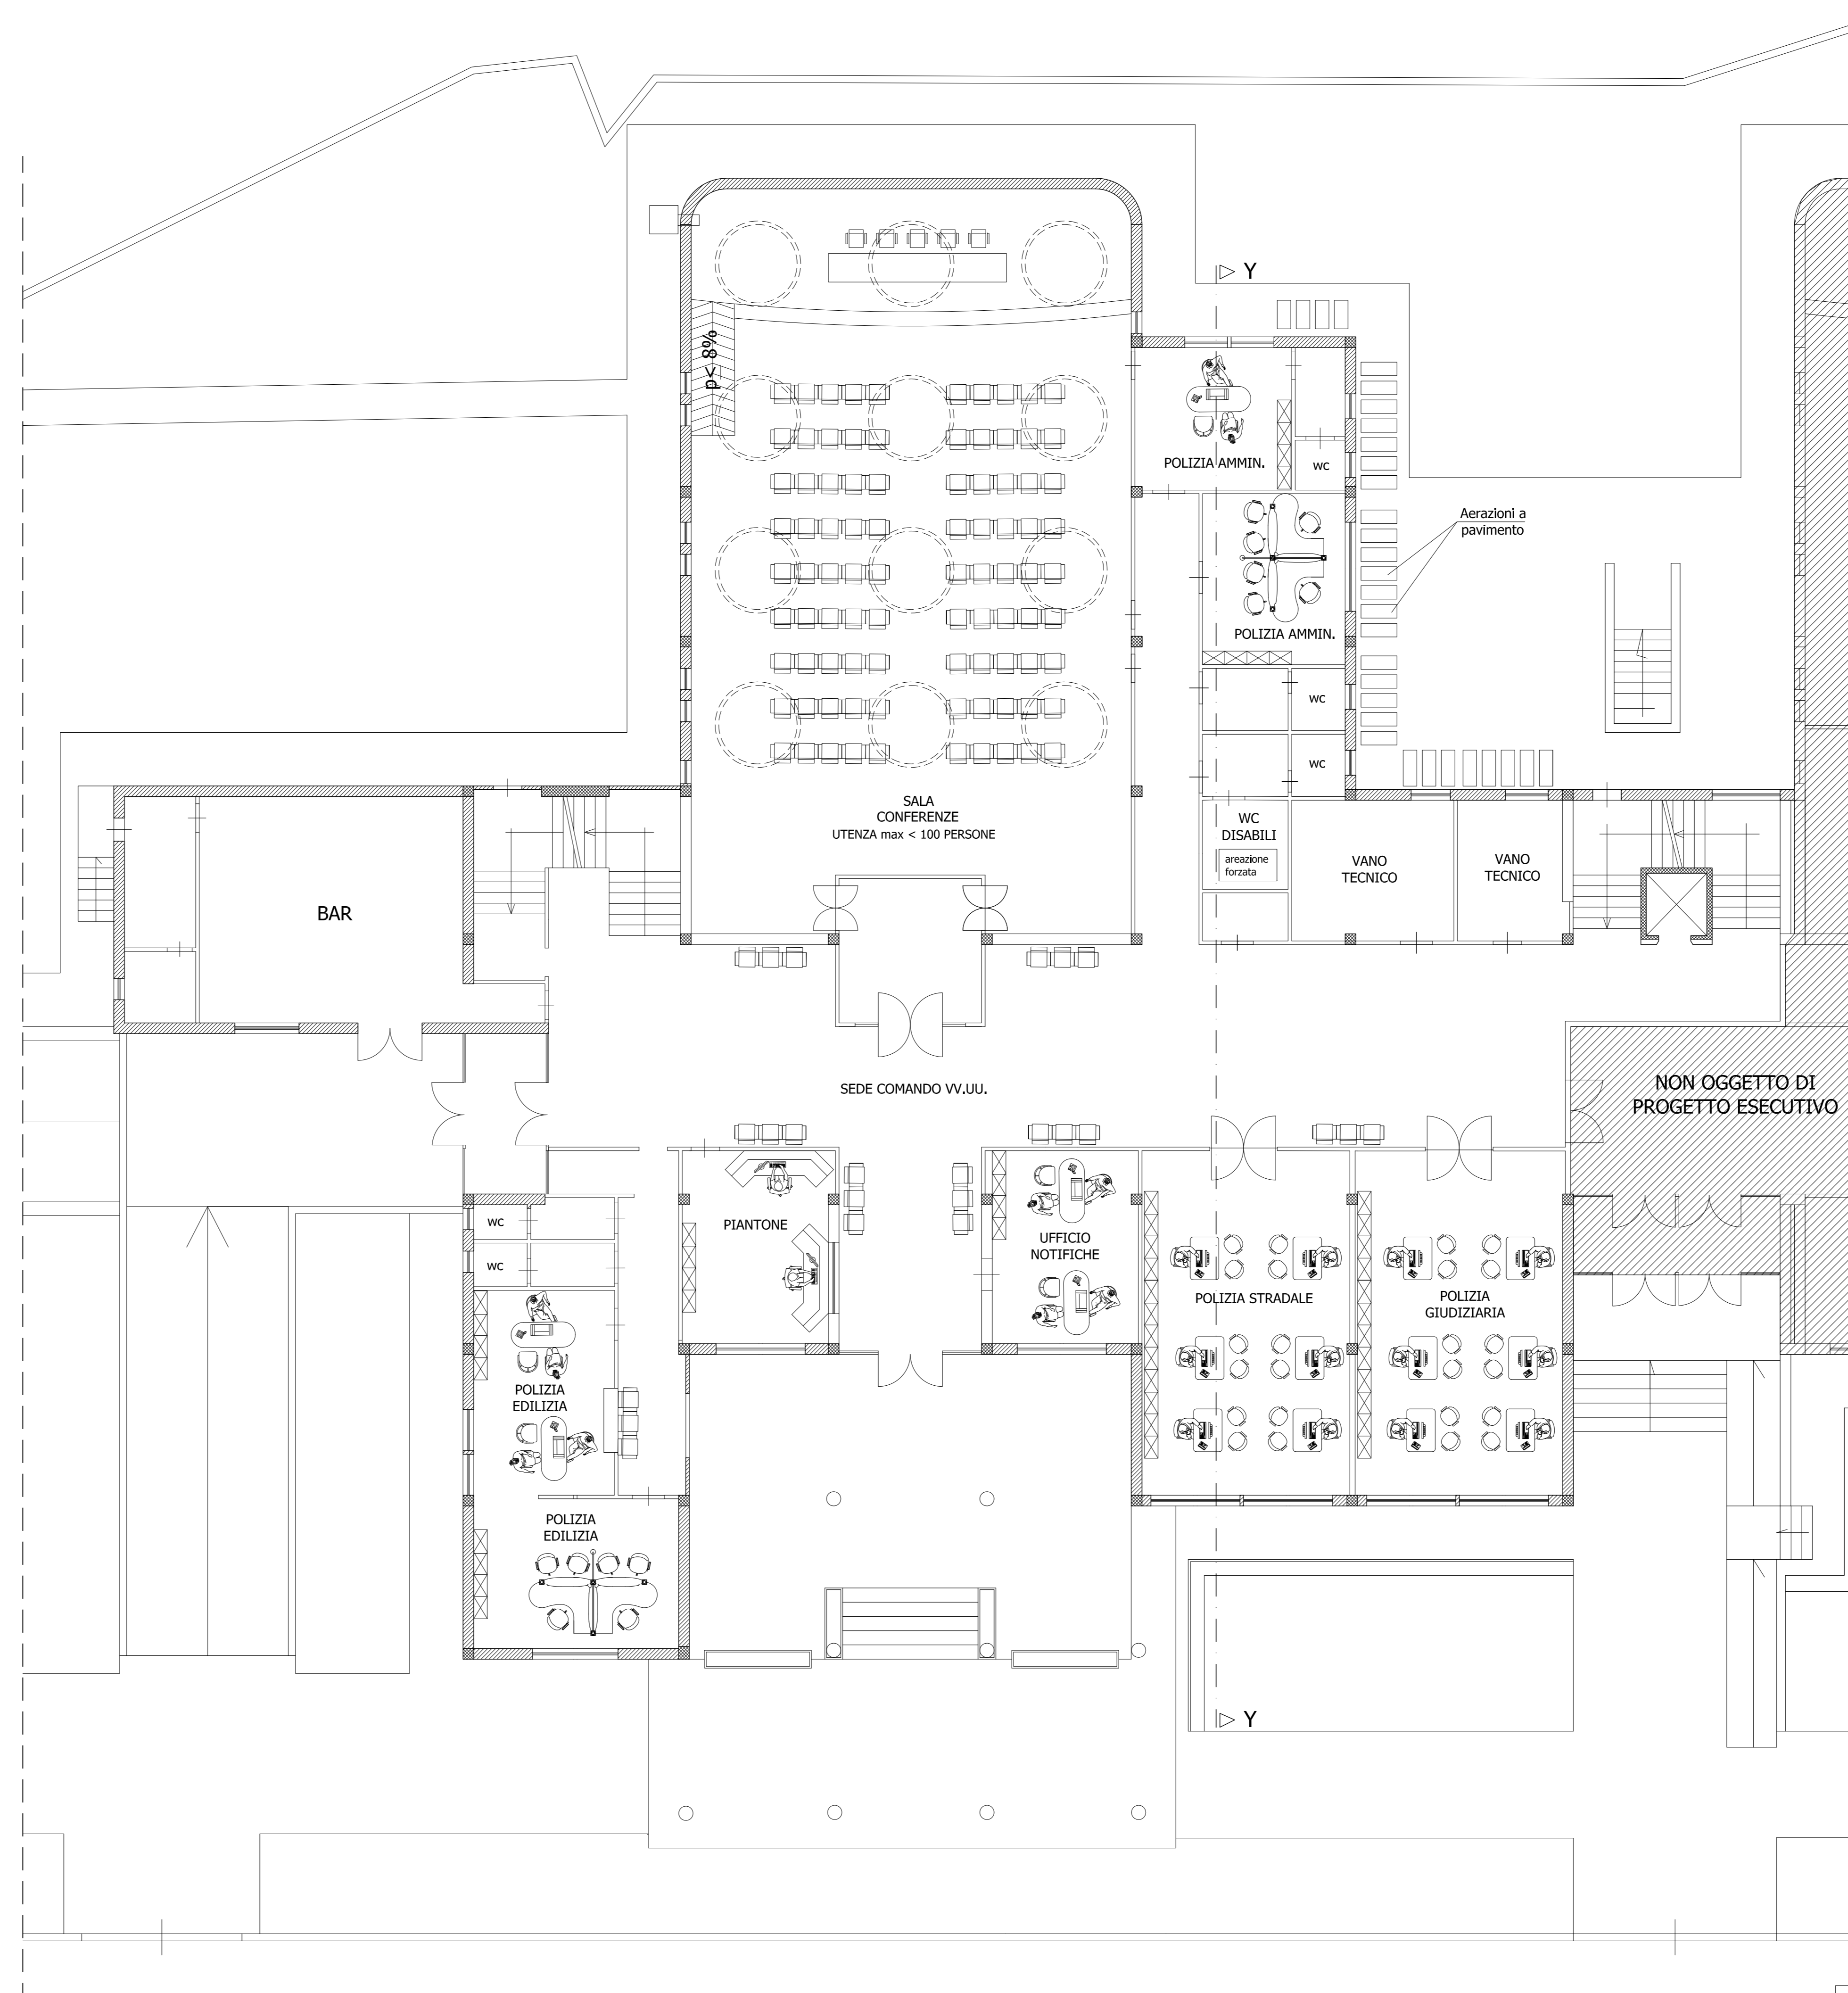 Y
p< 8%
POLIZIA AMMIN.
wc
Aerazioni a
pavimento
POLIZIA AMMIN.
wc
wc
SALA
CONFERENZE
UTENZA max < 100 PERSONE
WC
DISABILI
areazione
forzata
VANO
TECNICO
VANO
TECNICO
BAR
SEDE COMANDO VV.UU.
NON OGGETTO DI
PROGETTO ESECUTIVO
wc
wc
PIANTONE
UFFICIO
NOTIFICHE
POLIZIA STRADALE
POLIZIA
GIUDIZIARIA
POLIZIA
EDILIZIA
POLIZIA
EDILIZIA
Y